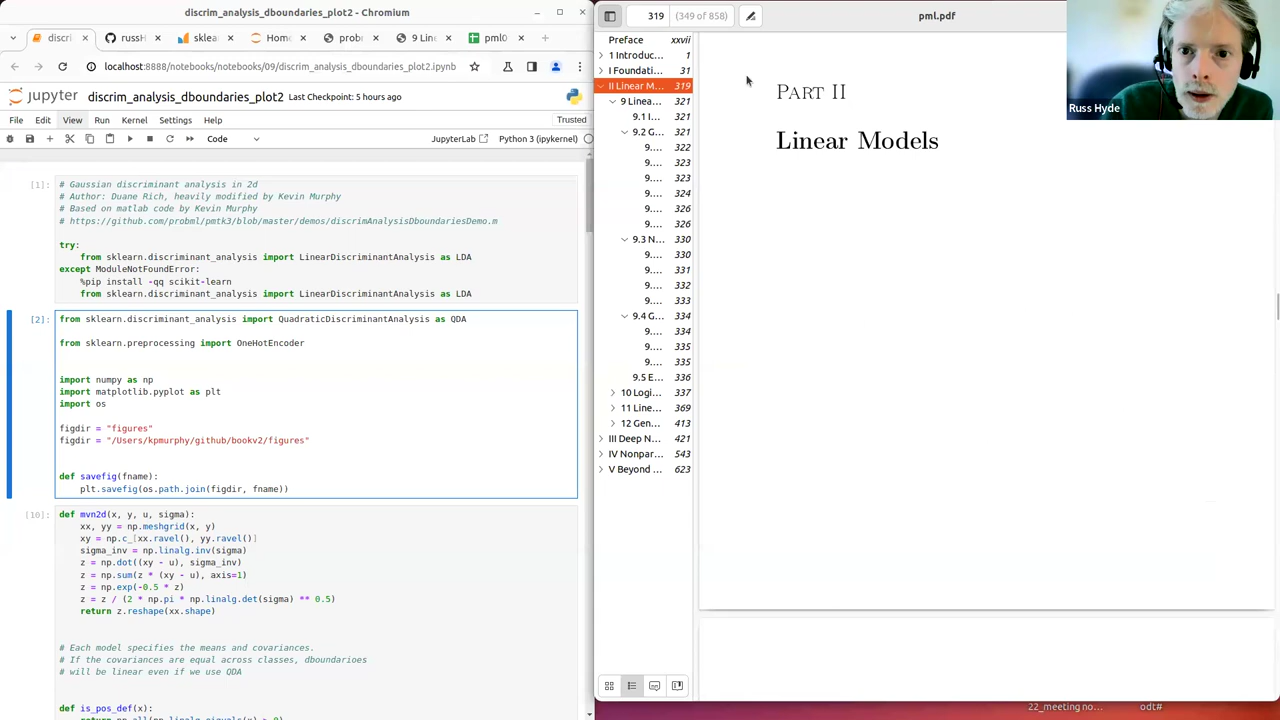 discrim_analysis_dboundaries_plot2 - Chromium
discri
russH
sklear
Home
probe
9 Line
pml0
localhost:8888/notebooks/notebooks/09/discrim_analysis_dboundaries_plot2.ipynb
jupyter discrim_analysis_dboundaries_plot2 Last Checkpoint: 5 hours ago
File Edit View Run Kernel Settings Help Trusted
Code JupyterLab Python 3 (ipykernel)
[1]:
# Gaussian discriminant analysis in 2d
# Author: Duane Rich, heavily modified by Kevin Murphy
# Based on matlab code by Kevin Murphy
# https://github.com/probml/pmtk3/blob/master/demos/discrimAnalysisDboundariesDemo.m
try:
from sklearn.discriminant_analysis import LinearDiscriminantAnalysis as LDA
except ModuleNotFoundError:
%pip install -qq scikit-learn
from sklearn.discriminant_analysis import LinearDiscriminantAnalysis as LDA
[2]:
from sklearn.discriminant_analysis import QuadraticDiscriminantAnalysis as QDA
from sklearn.preprocessing import OneHotEncoder
import numpy as np
import matplotlib.pyplot as plt
import os
figdir = "figures"
figdir = "/Users/kpmurphy/github/bookv2/figures"
def savefig(fname):
plt.savefig(os.path.join(figdir, fname))
[10]:
def mvn2d(x, y, u, sigma):
xx, yy = np.meshgrid(x, y)
xy = np.c_[xx.ravel(), yy.ravel()]
sigma_inv = np.linalg.inv(sigma)
z = np.dot((xy - u), sigma_inv)
z = np.sum(z * (xy - u), axis=1)
z = np.exp(-0.5 * z)
z = z / (2 * np.pi * np.linalg.det(sigma) ** 0.5)
return z.reshape(xx.shape)
# Each model specifies the means and covariances.
# If the covariances are equal across classes, dboundarioes
# will be linear even if we use QDA
def is_pos_def(x):
319 (349 of 858) pml.pdf
Preface xxvii
1 Introduc... 1
I Foundati... 31
II Linear M... 319
9 Linea... 321
9.1 I... 321
9.2 G... 321
9.... 322
9.... 323
9.... 323
9.... 324
9.... 326
9.... 326
9.3 N... 330
9.... 330
9.... 331
9.... 332
9.... 333
9.4 G... 334
9.... 334
9.... 335
9.... 335
9.5 E... 336
10 Logi... 337
11 Line... 369
12 Gen... 413
III Deep N... 421
IV Nonpar... 543
V Beyond ... 623
PART II
Linear Models
Russ Hyde
22_meeting no... odt#